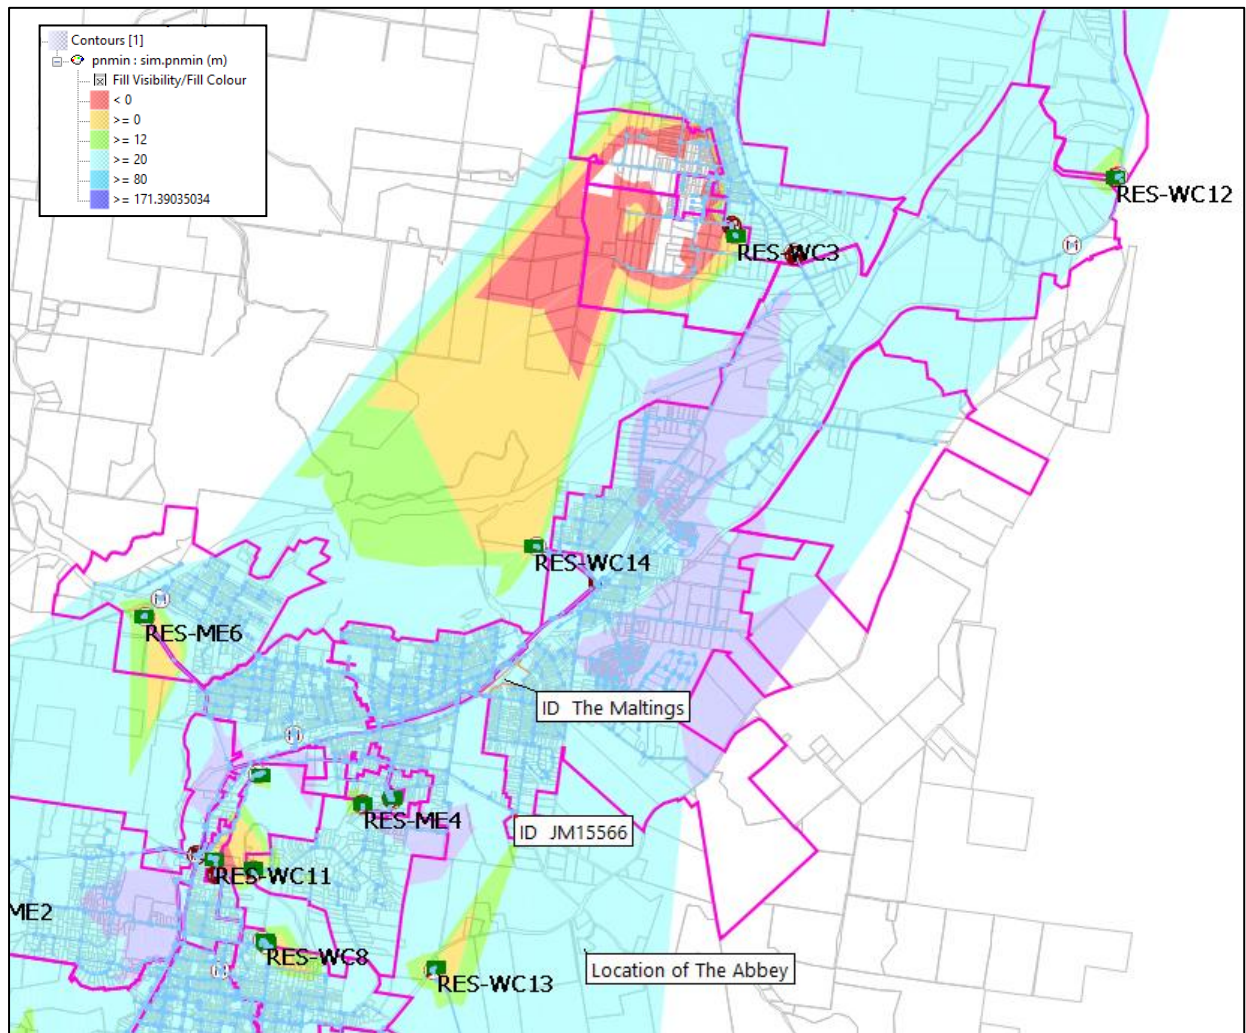 Contours [1]
pnmin : sim.pnmin (m)
Fill Visibility/Fill Colour
< 0
>= 0
>= 12
>= 20
>= 80
>= 171.39035034
RES-WC12
M
RES-WC3
RES-WC14
M
RES-ME6
ID The Maltings
RES-ME4
ID JM15566
RES-WC11
ME2
RES-WC8
Location of The Abbey
RES-WC13